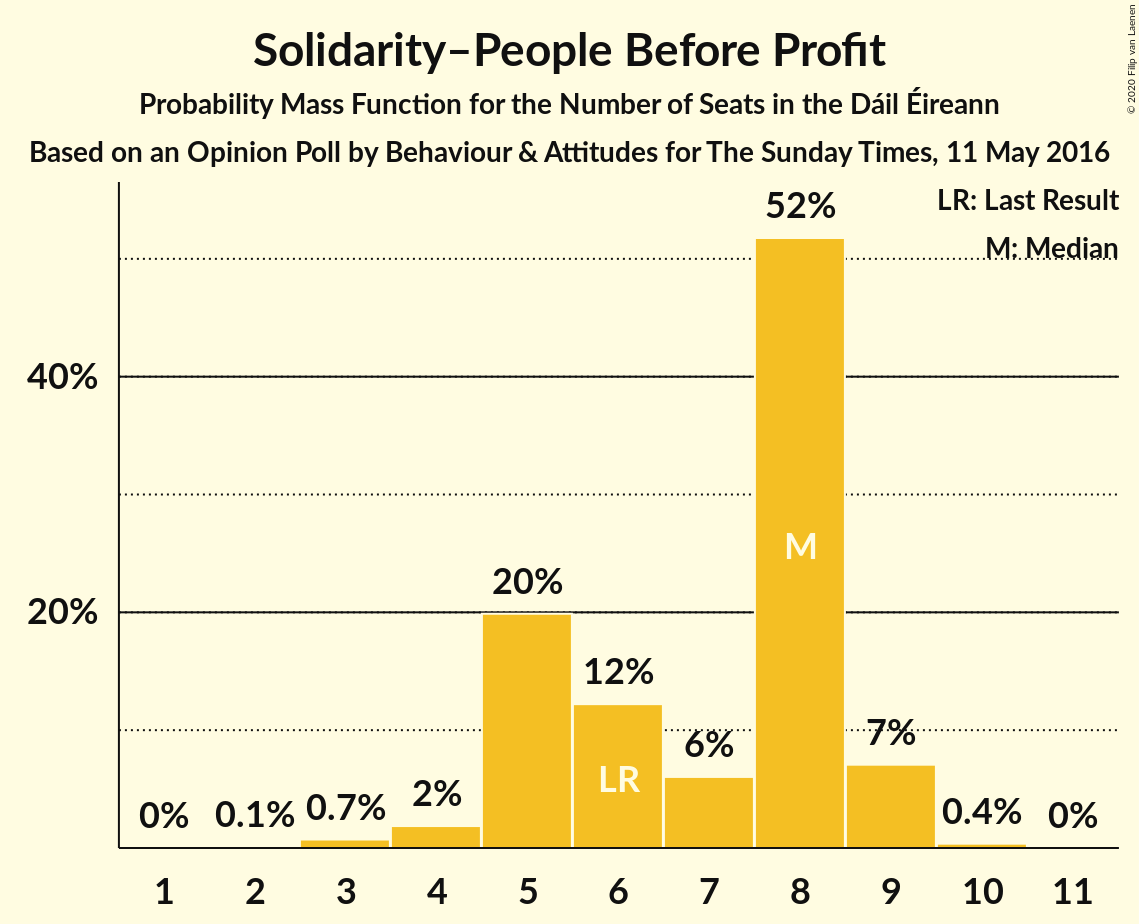 Solidarity–People Before Profit
Probability Mass Function for the Number of Seats in the Dáil Éireann
Based on an Opinion Poll by Behaviour & Attitudes for The Sunday Times, 11 May 2016
© 2020 Filip van Laenen
LR: Last Result
M: Median
52%
40%
M
20%
20%
12%
LR
6%
7%
0% 0.1% 0.7% 2% 0.4% 0%
1 2 3 4 5 6 7 8 9 10 11